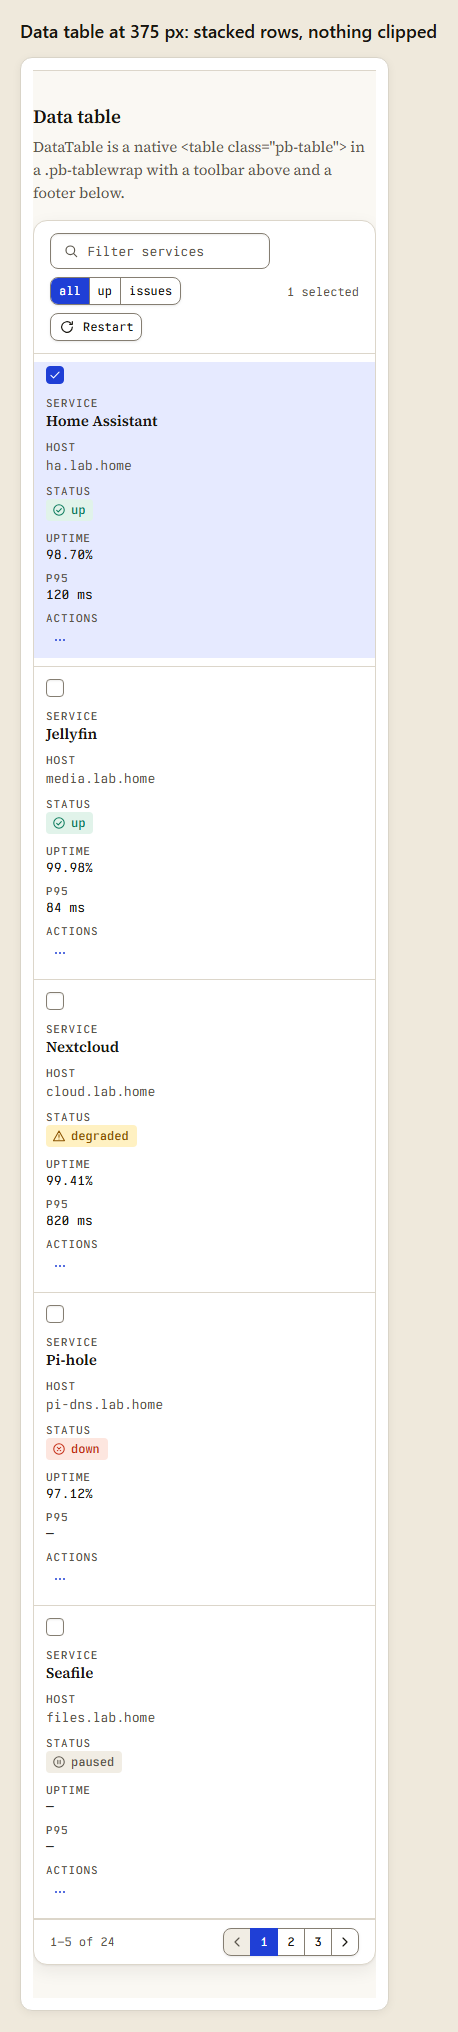 Data table at 375 px: stacked rows, nothing clipped
Data table
DataTable is a native <table class="pb-table"> in
a .pb-tablewrap with a toolbar above and a
footer below.
Filter services
all up issues 1 selected
Restart
SERVICE
Home Assistant
HOST
ha.lab.home
STATUS
up
UPTIME
98.70%
P95
120 ms
ACTIONS
…
SERVICE
Jellyfin
HOST
media.lab.home
STATUS
up
UPTIME
99.98%
P95
84 ms
ACTIONS
…
SERVICE
Nextcloud
HOST
cloud.lab.home
STATUS
degraded
UPTIME
99.41%
P95
820 ms
ACTIONS
…
SERVICE
Pi-hole
HOST
pi-dns.lab.home
STATUS
down
UPTIME
97.12%
P95
—
ACTIONS
…
SERVICE
Seafile
HOST
files.lab.home
STATUS
paused
UPTIME
—
P95
—
ACTIONS
…
1–5 of 24 1 2 3